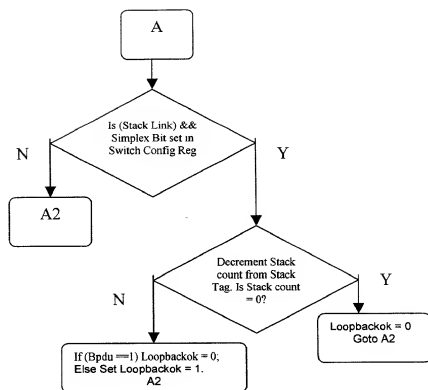 A
Is (Stack Link) &&
Simplex Bit set in
Switch Config Reg
N
Y
A2
Decrement Stack
count from Stack
Tag. Is Stack count
= 0?
N
Y
If (Bpdu ==1) Loopbackok = 0;
Else Set Loopbackok = 1.
A2
Loopbackok = 0
Goto A2